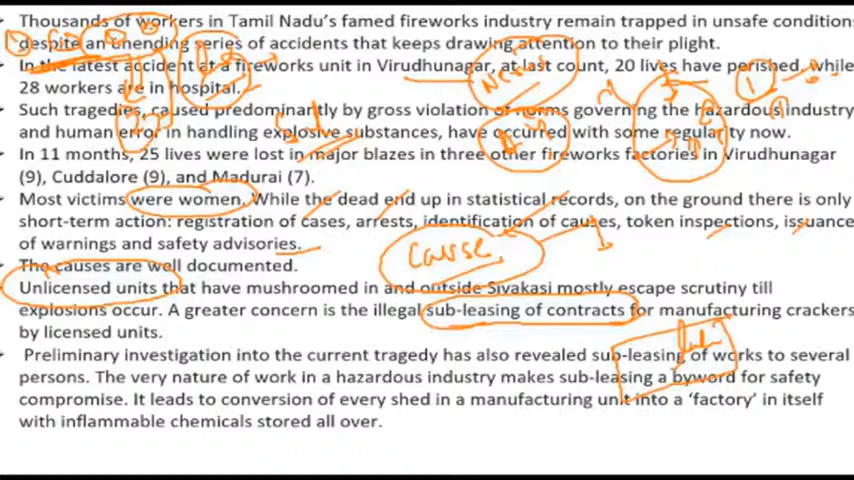 Thousands of workers in Tamil Nadu's famed fireworks industry remain trapped in unsafe condition
despite an unending series of accidents that keeps drawing attention to their plight.
In the latest accident at a fireworks unit in Virudhunagar, at last count, 20 lives have perished, while
28 workers are in hospital.
Such tragedies, caused predominantly by gross violation of norms governing the hazardous industry
and human error in handling explosive substances, have occurred with some regularity now.
In 11 months, 25 lives were lost in major blazes in three other fireworks factories in Virudhunagar
(9), Cuddalore (9), and Madurai (7).
Most victims were women. While the dead end up in statistical records, on the ground there is only
short-term action: registration of cases, arrests, identification of causes, token inspections, issuance
of warnings and safety advisories.
Cause
The causes are well documented.
Unlicensed units that have mushroomed in and outside Sivakasi mostly escape scrutiny till
explosions occur. A greater concern is the illegal sub-leasing of contracts for manufacturing crackers
by licensed units.
Preliminary investigation into the current tragedy has also revealed sub-leasing of works to several
persons. The very nature of work in a hazardous industry makes sub-leasing a byword for safety
compromise. It leads to conversion of every shed in a manufacturing unit into a 'factory' in itself
with inflammable chemicals stored all over.